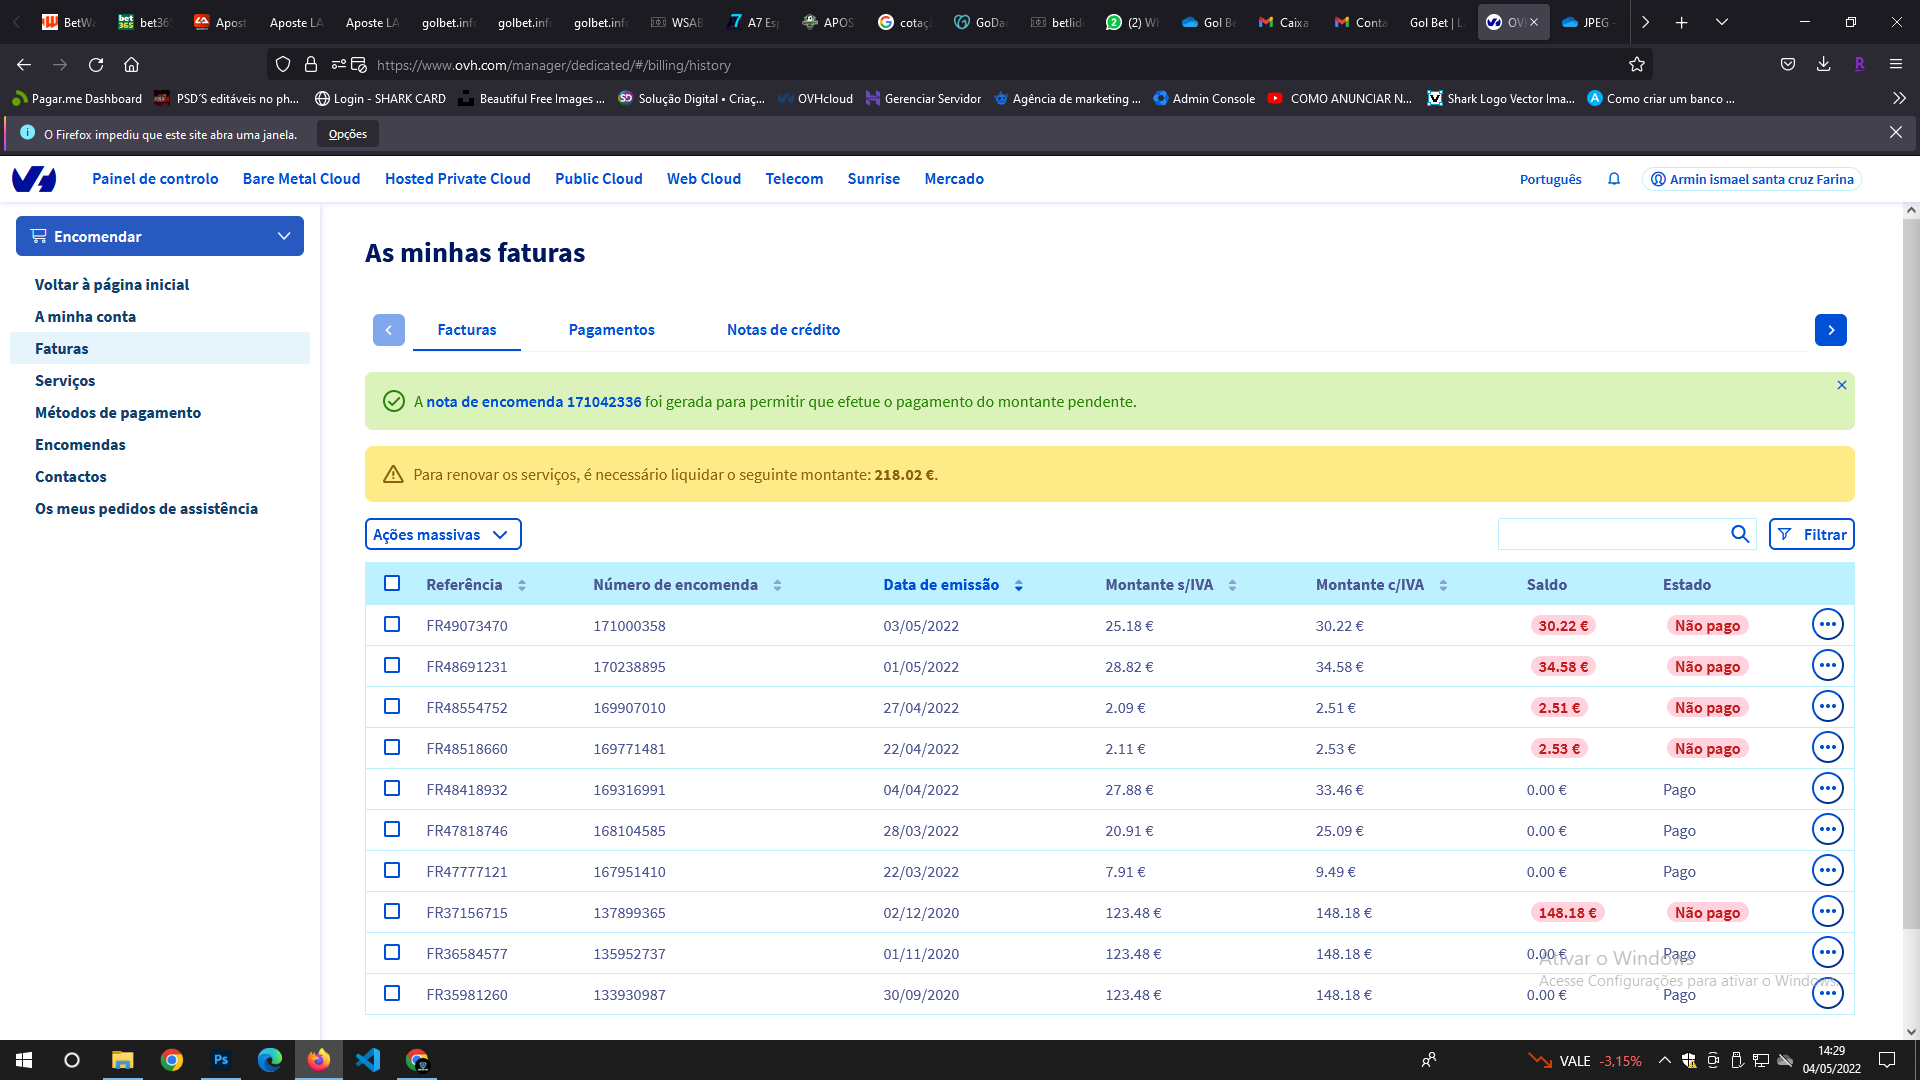 BetWa
bet36
Apost
Aposte LA
Aposte LA
golbet.info
golbet.info
golbet.info
WSAB
A7 Esp
APOS
cotaçã
GoDa
betlide
(2) W
Gol Be
Caixa
Conta
Gol Bet | L
OVH
JPEG -
https://www.ovh.com/manager/dedicated/#/billing/history
Pagar.me Dashboard
PSD´S editáveis no ph...
Login - SHARK CARD
Beautiful Free Images ...
Solução Digital • Criaç...
OVHcloud
Gerenciar Servidor
Agência de marketing ...
Admin Console
COMO ANUNCIAR N...
Shark Logo Vector Ima...
Como criar um banco ...
O Firefox impediu que este site abra uma janela.
Opções
Painel de controlo
Bare Metal Cloud
Hosted Private Cloud
Public Cloud
Web Cloud
Telecom
Sunrise
Mercado
Português
Armin ismael santa cruz Farina
Encomendar
Voltar à página inicial
A minha conta
Faturas
Serviços
Métodos de pagamento
Encomendas
Contactos
Os meus pedidos de assistência
As minhas faturas
Facturas
Pagamentos
Notas de crédito
A nota de encomenda 171042336 foi gerada para permitir que efetue o pagamento do montante pendente.
Para renovar os serviços, é necessário liquidar o seguinte montante: 218.02 €.
Ações massivas
Filtrar
Referência Número de encomenda Data de emissão Montante s/IVA Montante c/IVA Saldo Estado
FR49073470 171000358 03/05/2022 25.18 € 30.22 € 30.22 € Não pago
FR48691231 170238895 01/05/2022 28.82 € 34.58 € 34.58 € Não pago
FR48554752 169907010 27/04/2022 2.09 € 2.51 € 2.51 € Não pago
FR48518660 169771481 22/04/2022 2.11 € 2.53 € 2.53 € Não pago
FR48418932 169316991 04/04/2022 27.88 € 33.46 € 0.00 € Pago
FR47818746 168104585 28/03/2022 20.91 € 25.09 € 0.00 € Pago
FR47777121 167951410 22/03/2022 7.91 € 9.49 € 0.00 € Pago
FR37156715 137899365 02/12/2020 123.48 € 148.18 € 148.18 € Não pago
FR36584577 135952737 01/11/2020 123.48 € 148.18 € 0.00 € Pago
FR35981260 133930987 30/09/2020 123.48 € 148.18 € 0.00 € Pago
Ativar o Windows
Acesse Configurações para ativar o Windows.
Ps
VALE -3,15%
14:29
04/05/2022